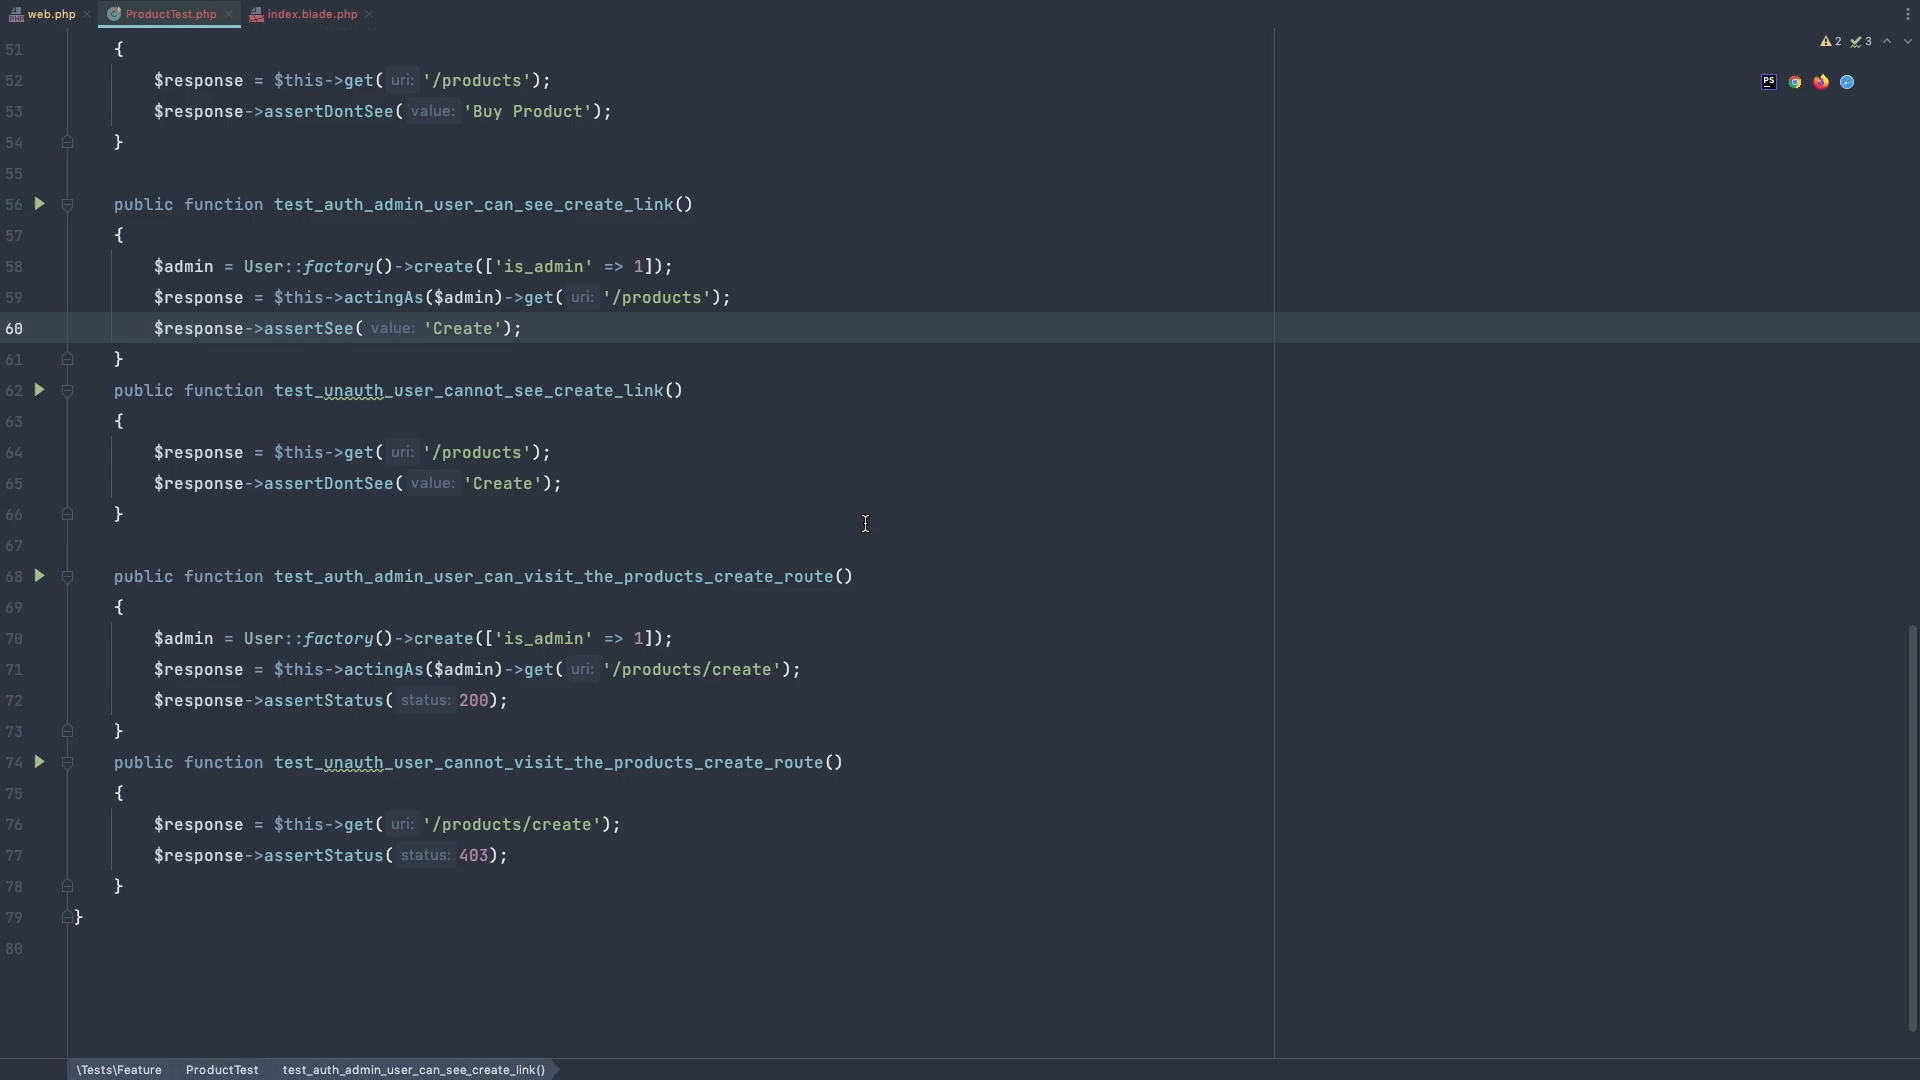 web.php
ProductTest.php
index.blade.php
2 3
51 {
52 $response = $this->get( uri: '/products');
53 $response->assertDontSee( value: 'Buy Product');
54 }
55
56 public function test_auth_admin_user_can_see_create_link()
57 {
58 $admin = User::factory()->create(['is_admin' => 1]);
59 $response = $this->actingAs($admin)->get( uri: '/products');
60 $response->assertSee( value: 'Create');
61 }
62 public function test_unauth_user_cannot_see_create_link()
63 {
64 $response = $this->get( uri: '/products');
65 $response->assertDontSee( value: 'Create');
66 }
67
68 public function test_auth_admin_user_can_visit_the_products_create_route()
69 {
70 $admin = User::factory()->create(['is_admin' => 1]);
71 $response = $this->actingAs($admin)->get( uri: '/products/create');
72 $response->assertStatus( status: 200);
73 }
74 public function test_unauth_user_cannot_visit_the_products_create_route()
75 {
76 $response = $this->get( uri: '/products/create');
77 $response->assertStatus( status: 403);
78 }
79 }
80
PS
\Tests\Feature ProductTest test_auth_admin_user_can_see_create_link()